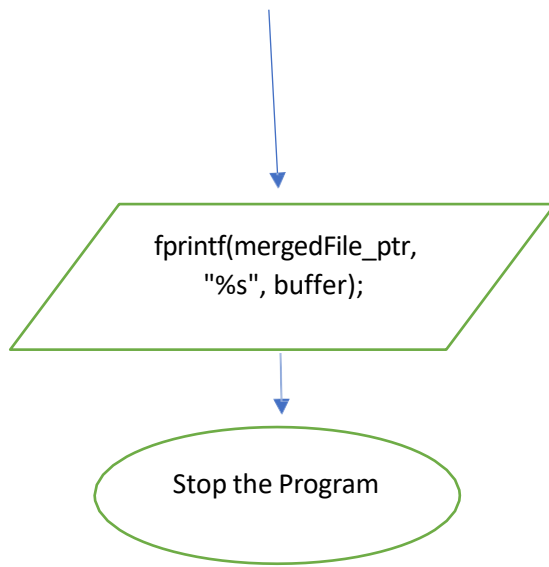 fprintf(mergedFile_ptr,
"%s", buffer);
Stop the Program